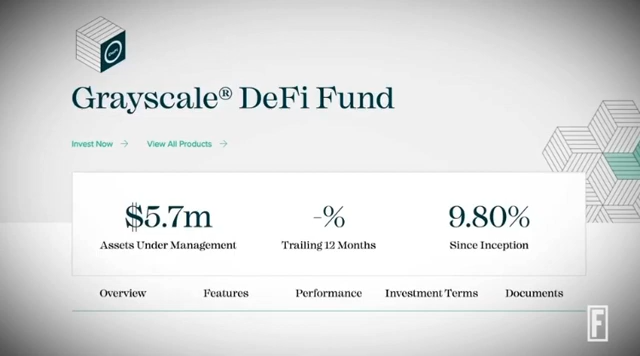 Grayscale® DeFi Fund
Invest Now → View All Products →
$5.7m -% 9.80%
Assets Under Management Trailing 12 Months Since Inception
Overview Features Performance Investment Terms Documents
F